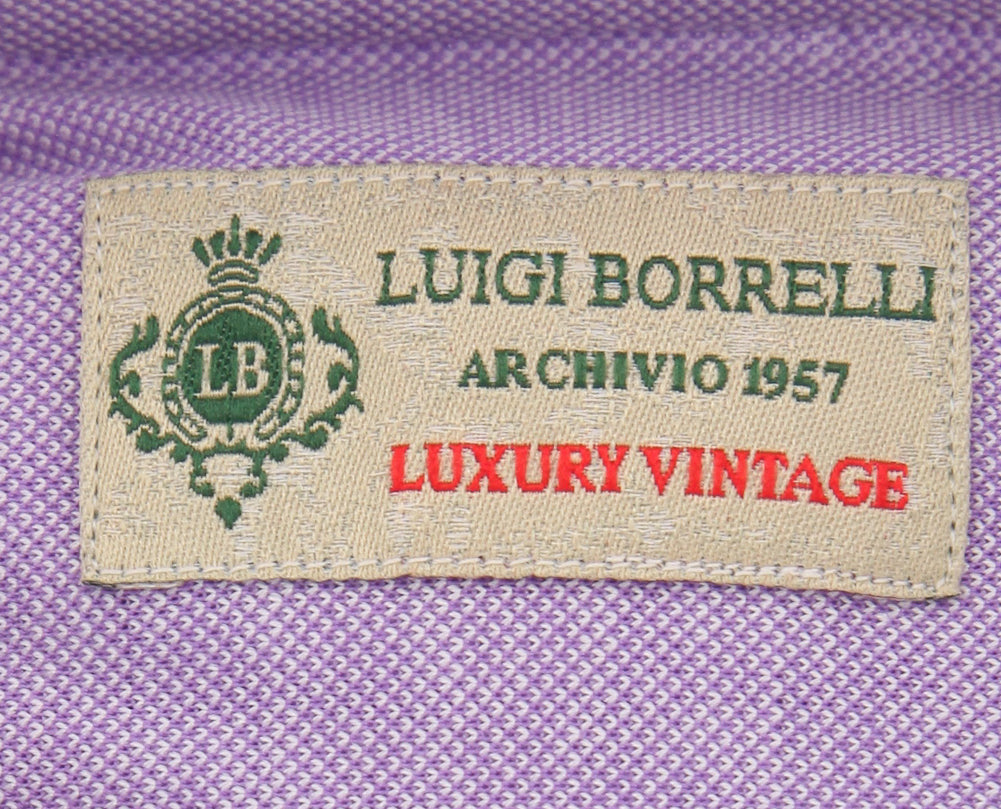 LB
LUIGI BORRELLI
ARCHIVIO 1957
LUXURY VINTAGE